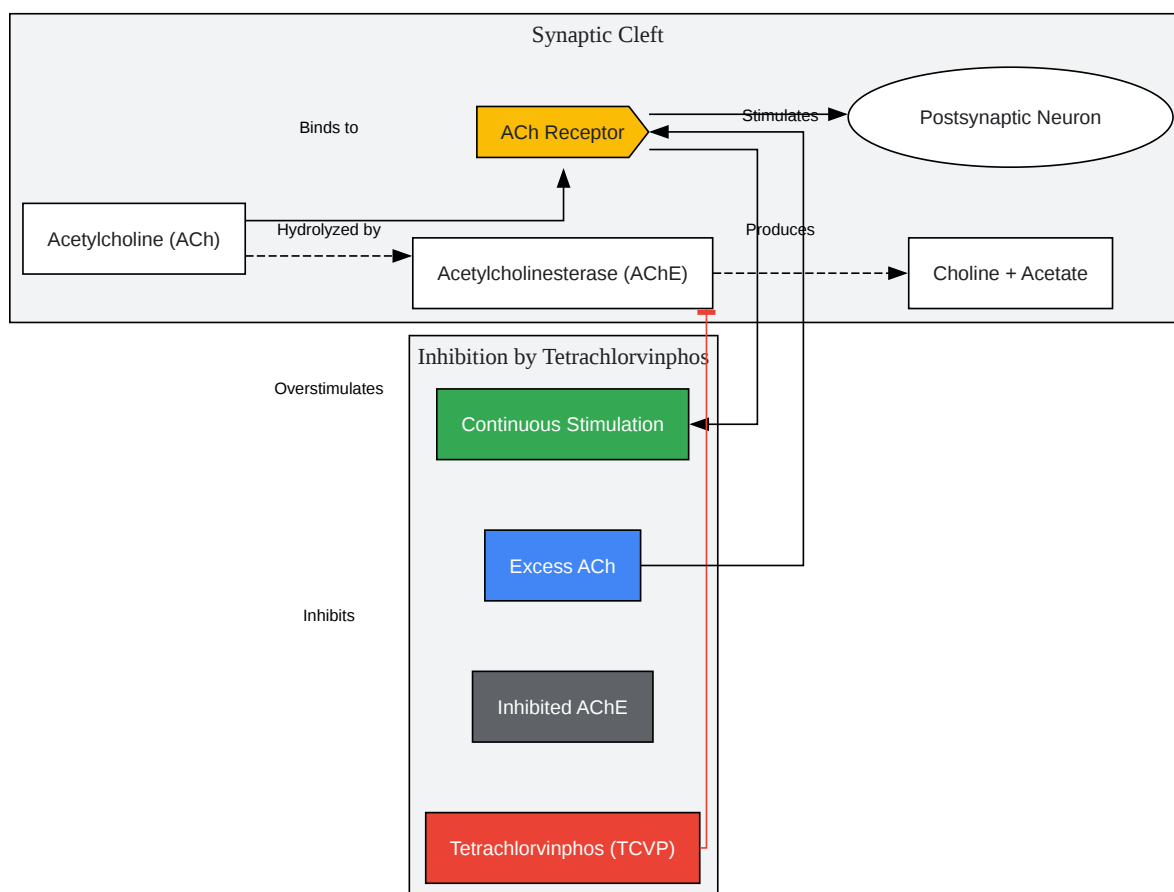 Synaptic Cleft
Binds to
ACh Receptor
Stimulates
Postsynaptic Neuron
Acetylcholine (ACh)
Hydrolyzed by
Acetylcholinesterase (AChE)
Produces
Choline + Acetate
Inhibition by Tetrachlorvinphos
Overstimulates
Continuous Stimulation
Excess ACh
Inhibits
Inhibited AChE
Tetrachlorvinphos (TCVP)